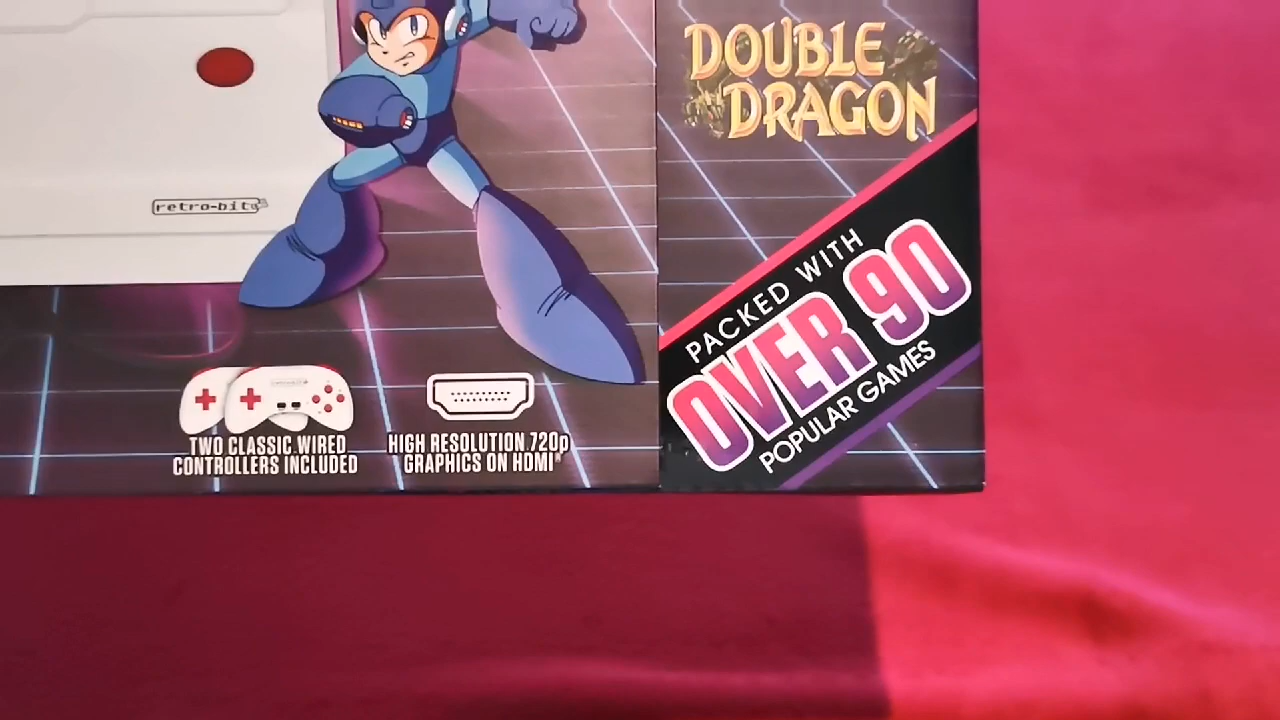 DOUBLE
DRAGON
retro-bit
PACKED WITH
OVER 90
POPULAR GAMES
TWO CLASSIC WIRED
CONTROLLERS INCLUDED
HIGH RESOLUTION 720p
GRAPHICS ON HDMI®